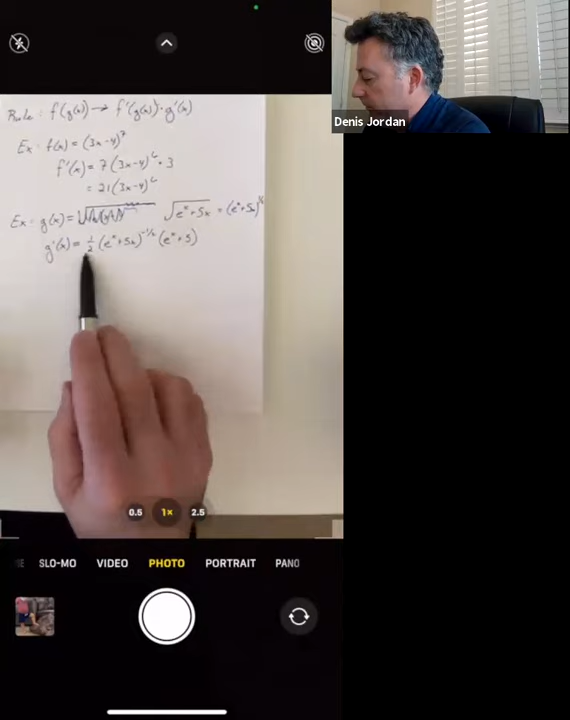 Denis Jordan
Rule: f(g(x)) → f'(g(x))·g'(x)
Ex: f(x) = (3x-4)⁷
f'(x) = 7(3x-4)⁶·3
= 21(3x-4)⁶
Ex: g(x) = √(eˣ+5x) = (eˣ+5x)^½
g'(x) = ½(eˣ+5x)^-1/2 (eˣ+5)
0.5 1× 2.5
SLO-MO VIDEO PHOTO PORTRAIT PANO